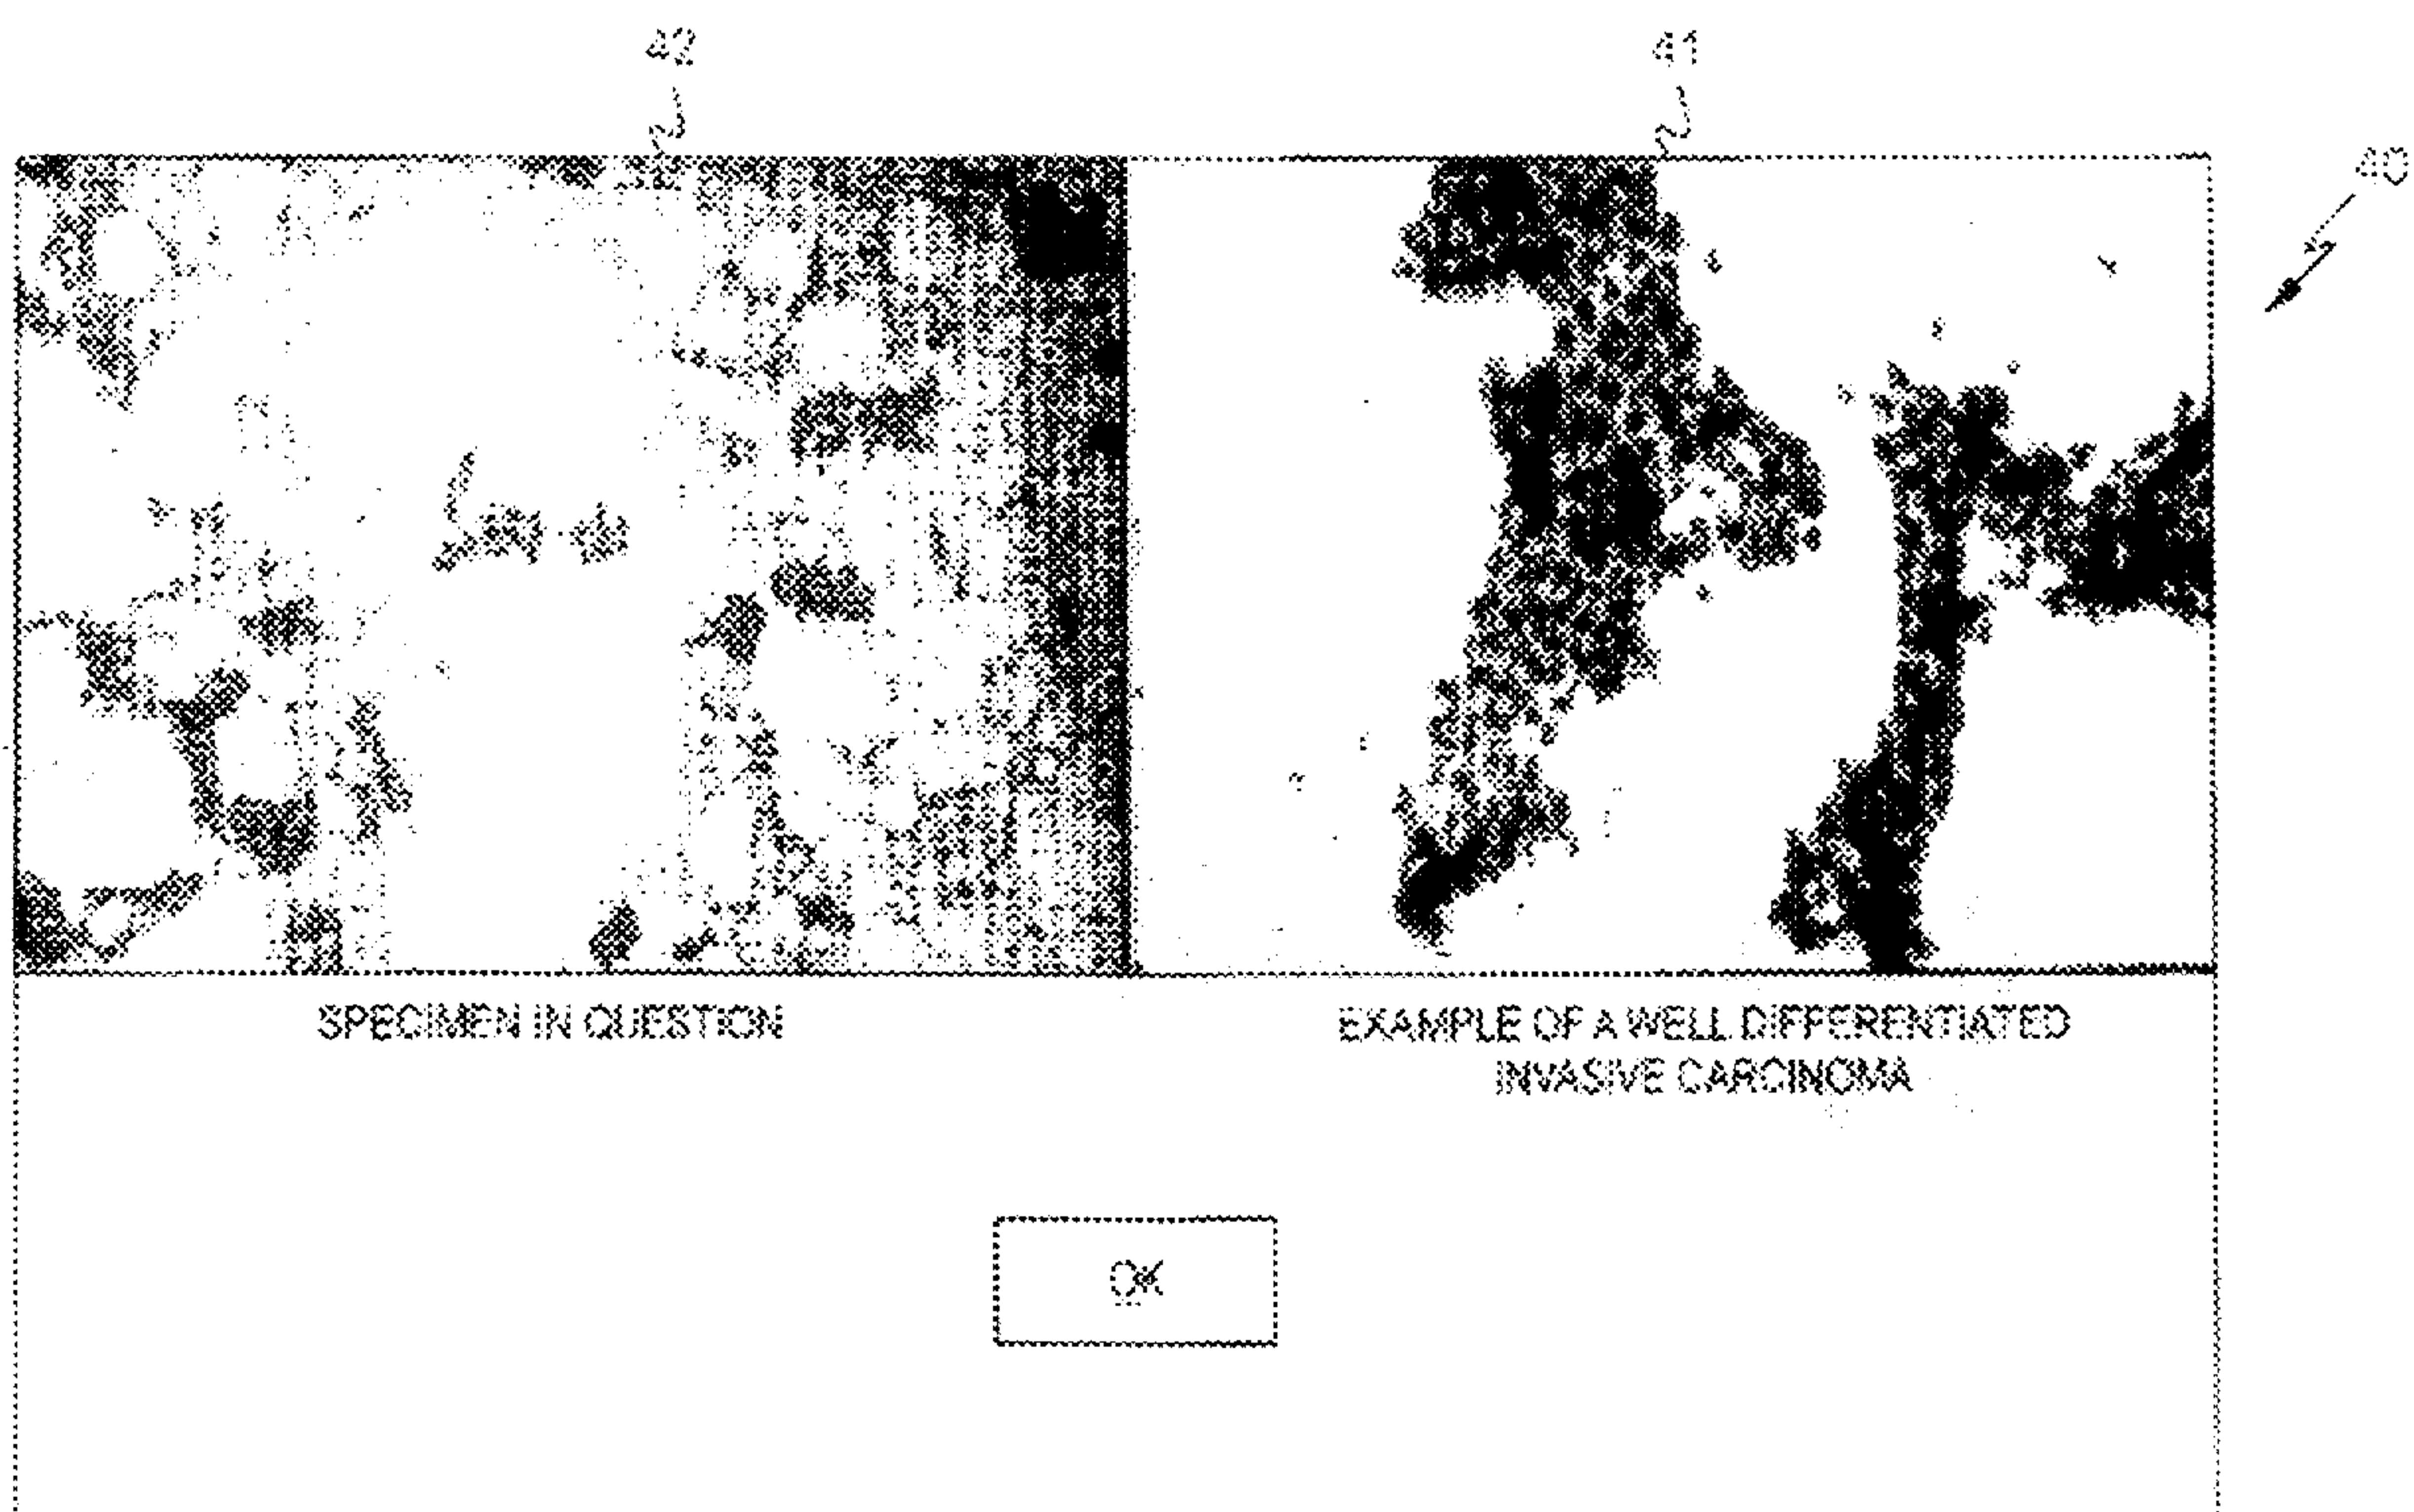 42
41
40
SPECIMEN IN QUESTION
EXAMPLE OF A WELL DIFFERENTIATED
INVASIVE CARCINOMA
OK